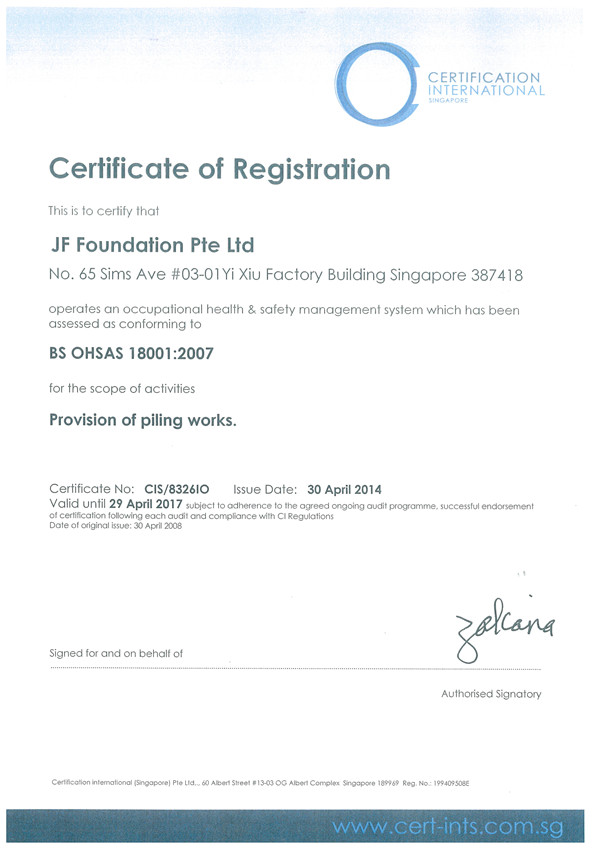 CERTIFICATION
INTERNATIONAL
SINGAPORE
Certificate of Registration
This is to certify that
JF Foundation Pte Ltd
No. 65 Sims Ave #03-01Yi Xiu Factory Building Singapore 387418
operates an occupational health & safety management system which has been
assessed as conforming to
BS OHSAS 18001:2007
for the scope of activities
Provision of piling works.
Certificate No: CIS/8326IO Issue Date: 30 April 2014
Valid until 29 April 2017 subject to adherence to the agreed ongoing audit programme, successful endorsement
of certification following each audit and compliance with CI Regulations
Date of original issue: 30 April 2008
zakiana
Signed for and on behalf of
Authorised Signatory
Certification International (Singapore) Pte Ltd.., 60 Albert Street #13-03 OG Albert Complex Singapore 189969 Reg. No.: 199409508E
www.cert-ints.com.sg